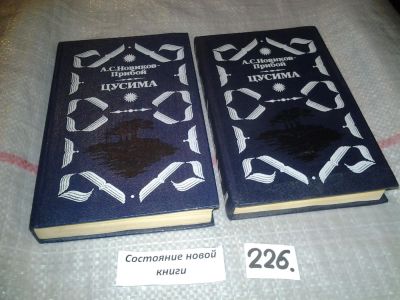 А.С.Новиков-
Прибой
ЦУСИМА
А.С.Новиков-
Прибой
ЦУСИМА
Состояние новой
книги
226.